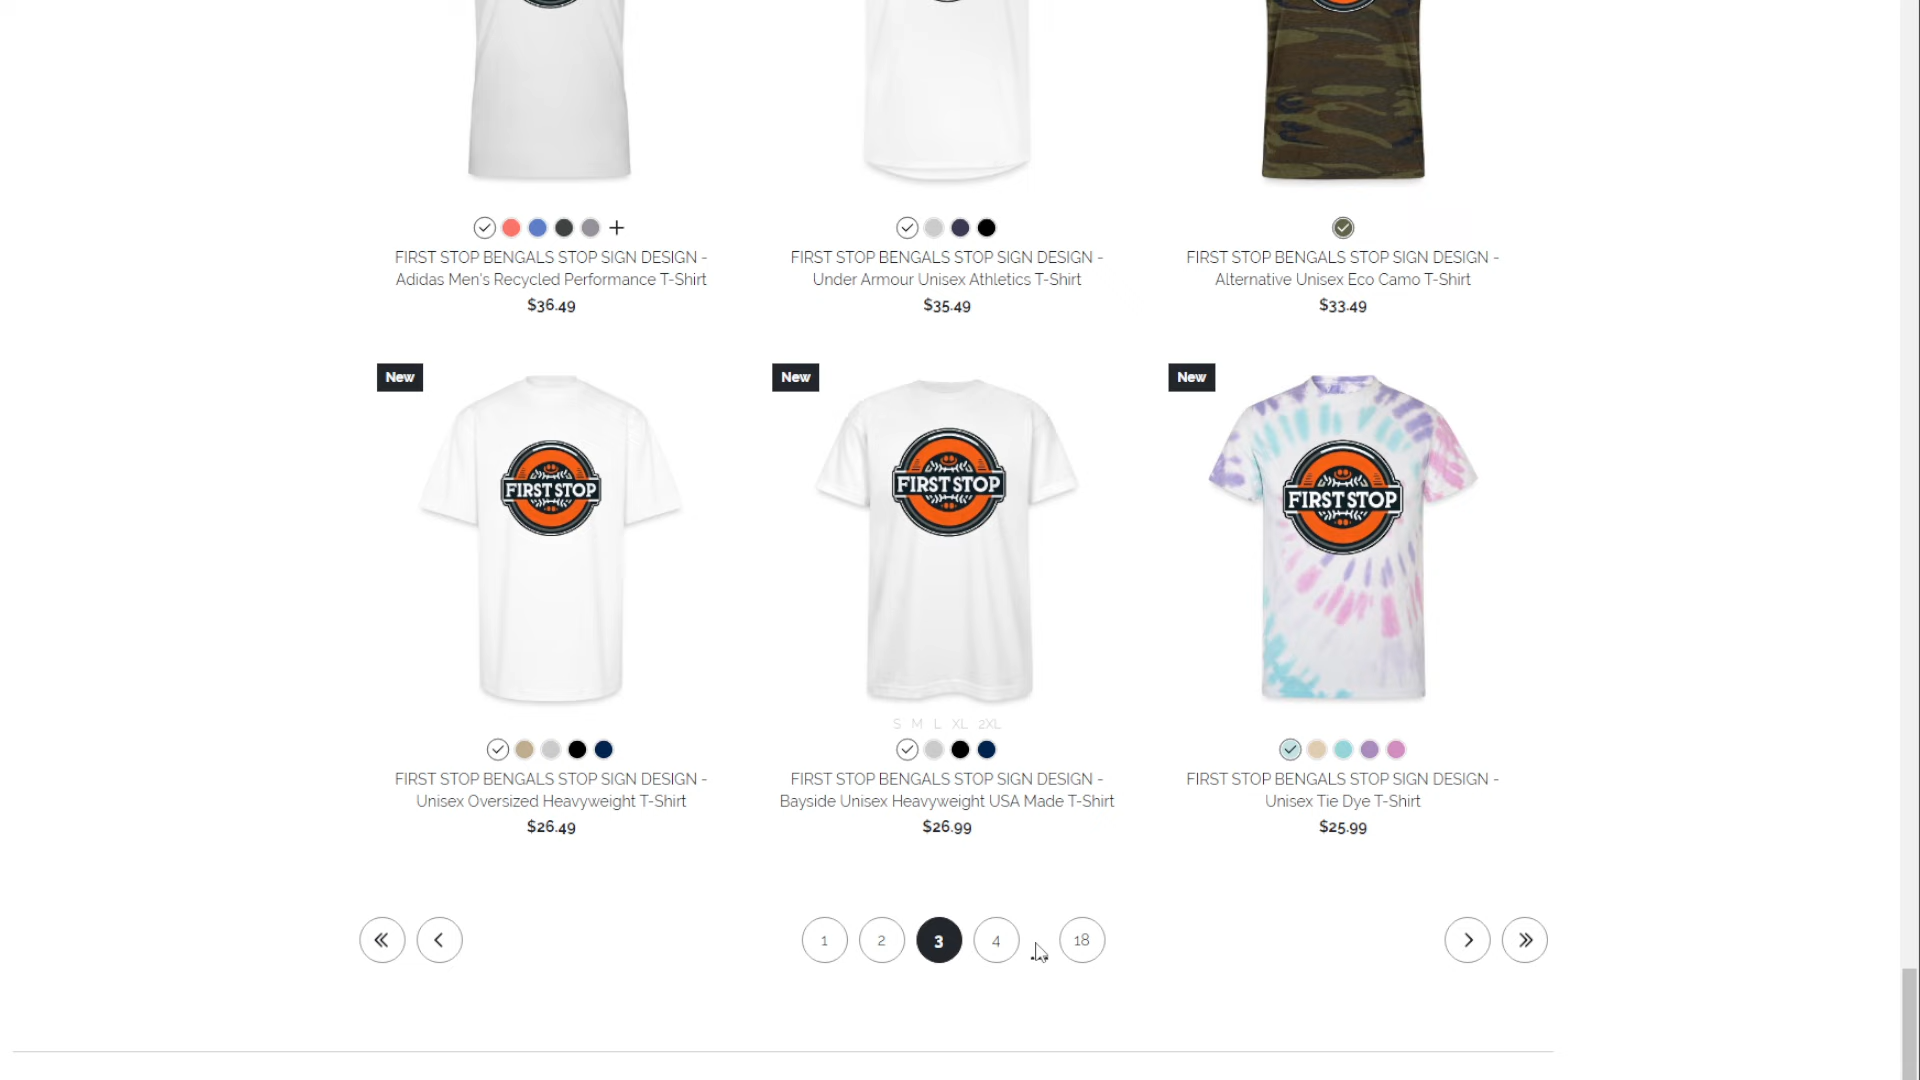 FIRST STOP BENGALS STOP SIGN DESIGN -
Adidas Men's Recycled Performance T-Shirt
$36.49
FIRST STOP BENGALS STOP SIGN DESIGN -
Under Armour Unisex Athletics T-Shirt
$35.49
FIRST STOP BENGALS STOP SIGN DESIGN -
Alternative Unisex Eco Camo T-Shirt
$33.49
New
FIRST STOP
FIRST STOP BENGALS STOP SIGN DESIGN -
Unisex Oversized Heavyweight T-Shirt
$26.49
New
FIRST STOP
S M L XL 2XL
FIRST STOP BENGALS STOP SIGN DESIGN -
Bayside Unisex Heavyweight USA Made T-Shirt
$26.99
New
FIRST STOP
FIRST STOP BENGALS STOP SIGN DESIGN -
Unisex Tie Dye T-Shirt
$25.99
1 2 3 4 ... 18